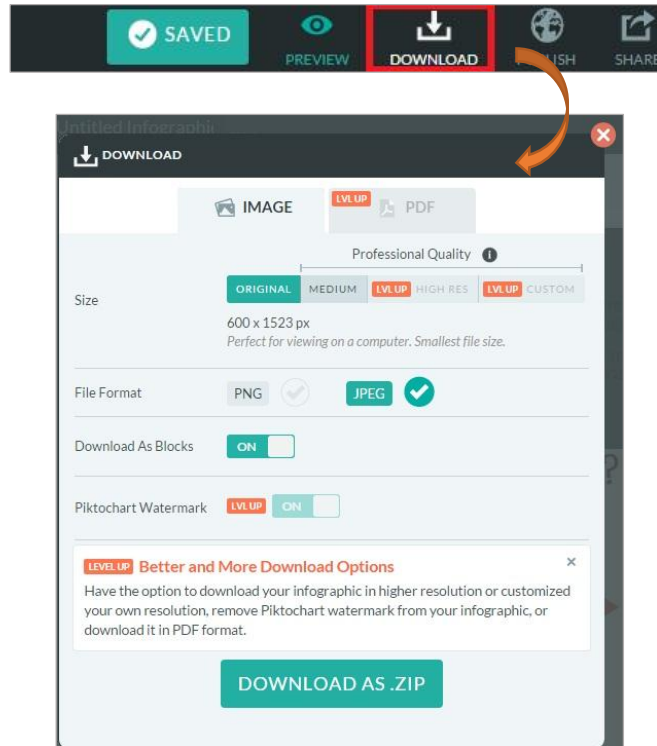 SAVED
PREVIEW
DOWNLOAD
SHARE
Untitled Infographic
DOWNLOAD
IMAGE
LVL UP PDF
Professional Quality i
Size
ORIGINAL MEDIUM LVL UP HIGH RES LVL UP CUSTOM
600 x 1523 px
Perfect for viewing on a computer. Smallest file size.
File Format PNG JPEG
Download As Blocks ON
Piktochart Watermark LVL UP ON
LEVEL UP Better and More Download Options ×
Have the option to download your infographic in higher resolution or customized
your own resolution, remove Piktochart watermark from your infographic, or
download it in PDF format.
DOWNLOAD AS .ZIP
?